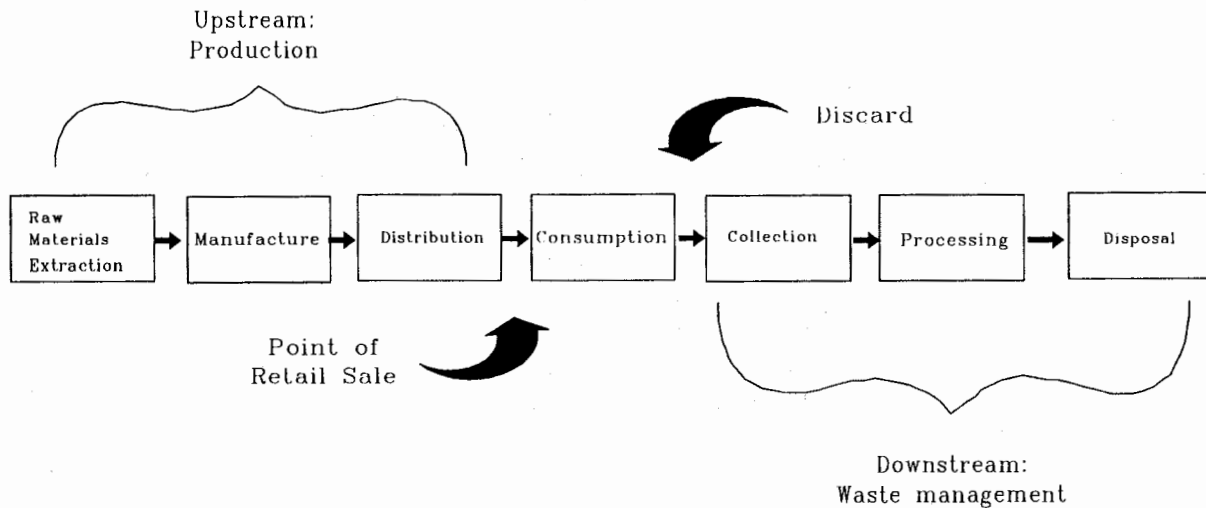 Upstream:
Production
Discard
Raw
Materials
Extraction
Manufacture
Distribution
Consumption
Collection
Processing
Disposal
Point of
Retail Sale
Downstream:
Waste management